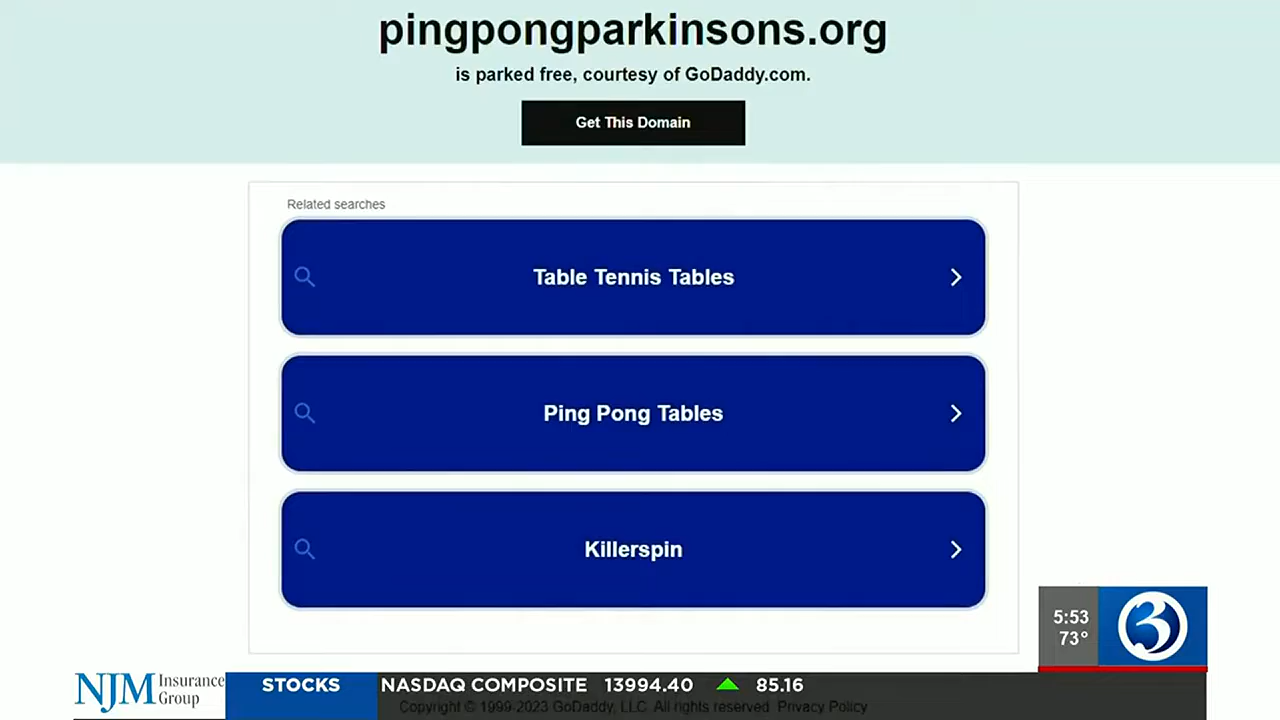 pingpongparkinsons.org
is parked free, courtesy of GoDaddy.com.
Get This Domain
Related searches
Table Tennis Tables
Ping Pong Tables
Killerspin
5:53
73°
3
NJM Insurance Group
STOCKS
NASDAQ COMPOSITE 13994.40 85.16
Copyright © 1999-2023 GoDaddy, LLC. All rights reserved. Privacy Policy